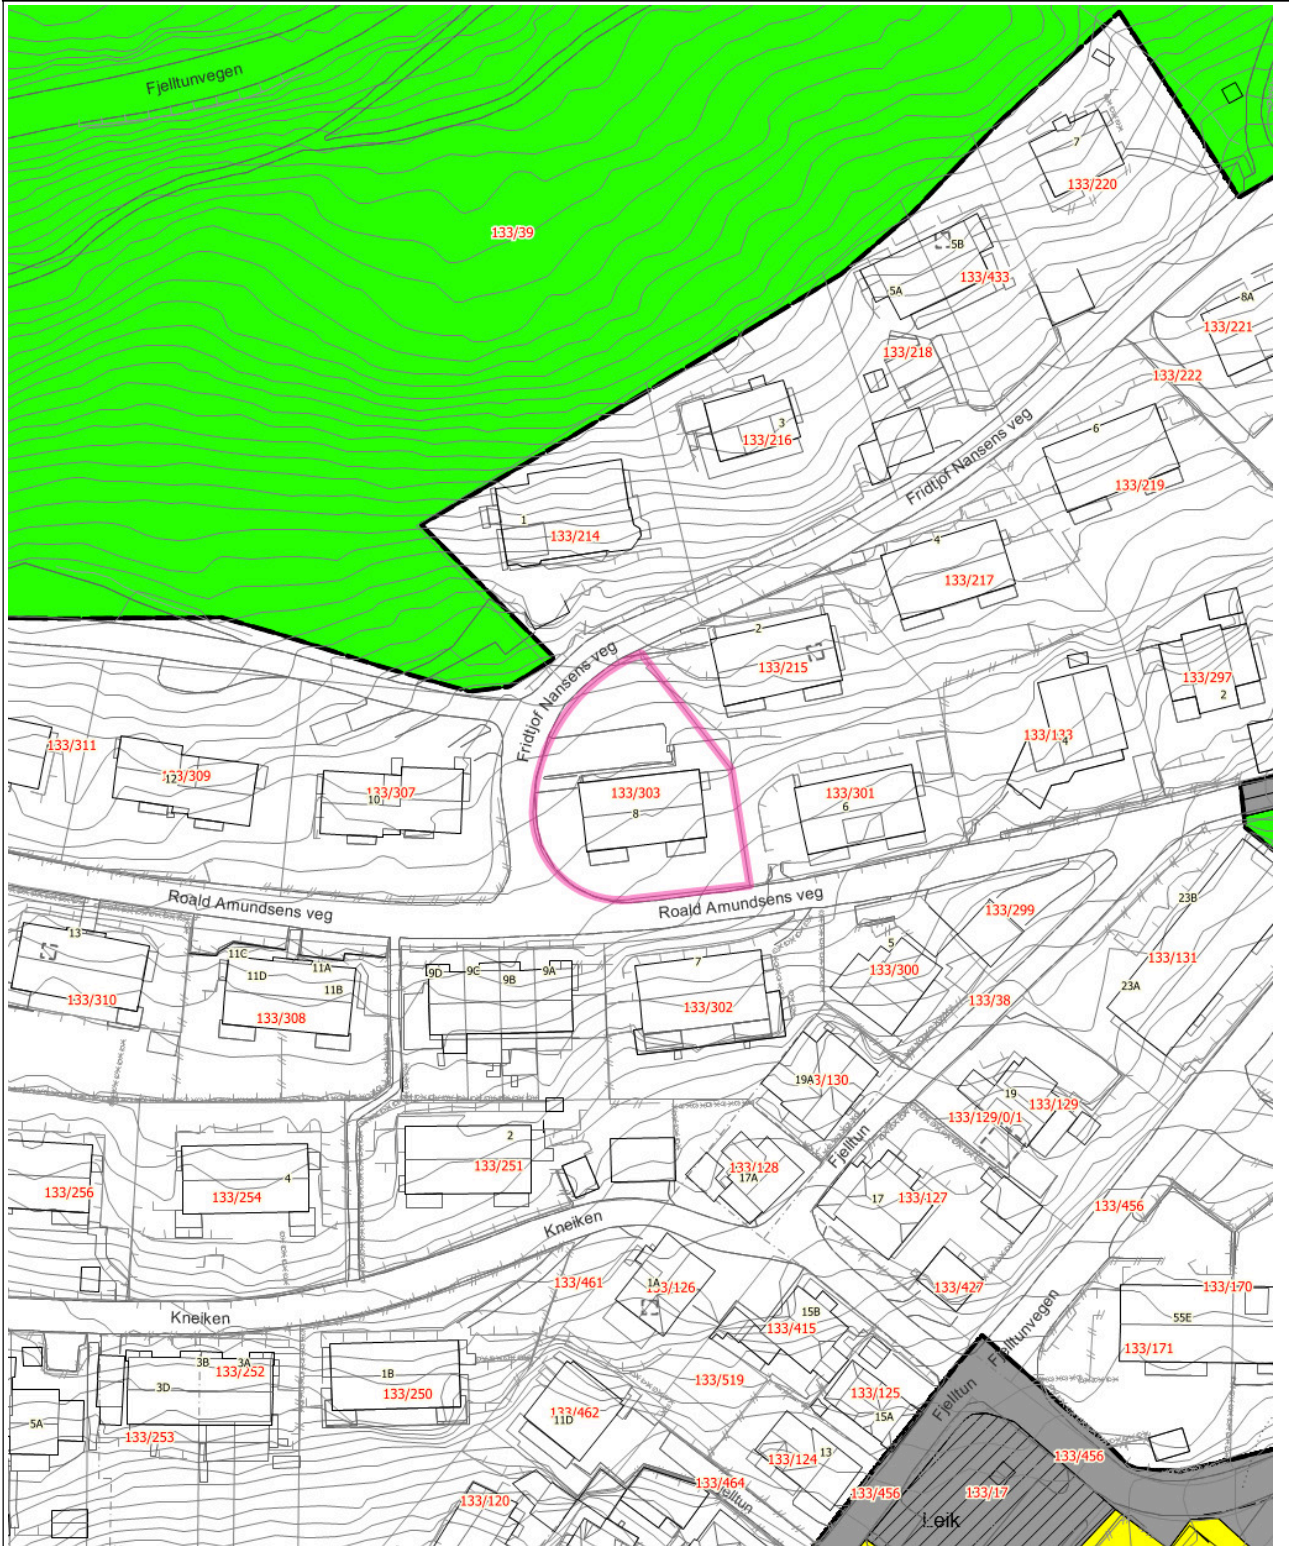 Fjelltunvegen
7
133/220
133/39
5B
133/433
5A
8A
133/221
133/218
133/222
3
133/216
6
Fridtjof Nansens veg
133/219
1
133/214
4
133/217
2
133/215
133/297
2
Fridtjof Nansens veg
133/311
133/309
12
133/307
10
133/303
8
133/301
6
133/133
4
Roald Amundsens veg
Roald Amundsens veg
133/299
23B
13
11C
11D
11A
11B
9D
9C
9B
9A
7
5
133/300
133/131
23A
133/310
133/308
133/302
133/38
19A
133/130
19
133/129
133/129/0/1
Fjelltun
2
133/251
133/128
17A
133/256
133/254
4
17
133/127
133/456
Kneiken
133/461
1A
133/126
133/427
133/170
Kneiken
15B
133/415
55E
Fjelltunvegen
133/171
3B
3A
133/252
3D
1B
133/250
133/519
133/125
15A
Fjelltun
5A
133/253
133/462
11D
13
133/124
133/456
133/464
133/456
133/17
133/120
Fjelltun
Leik